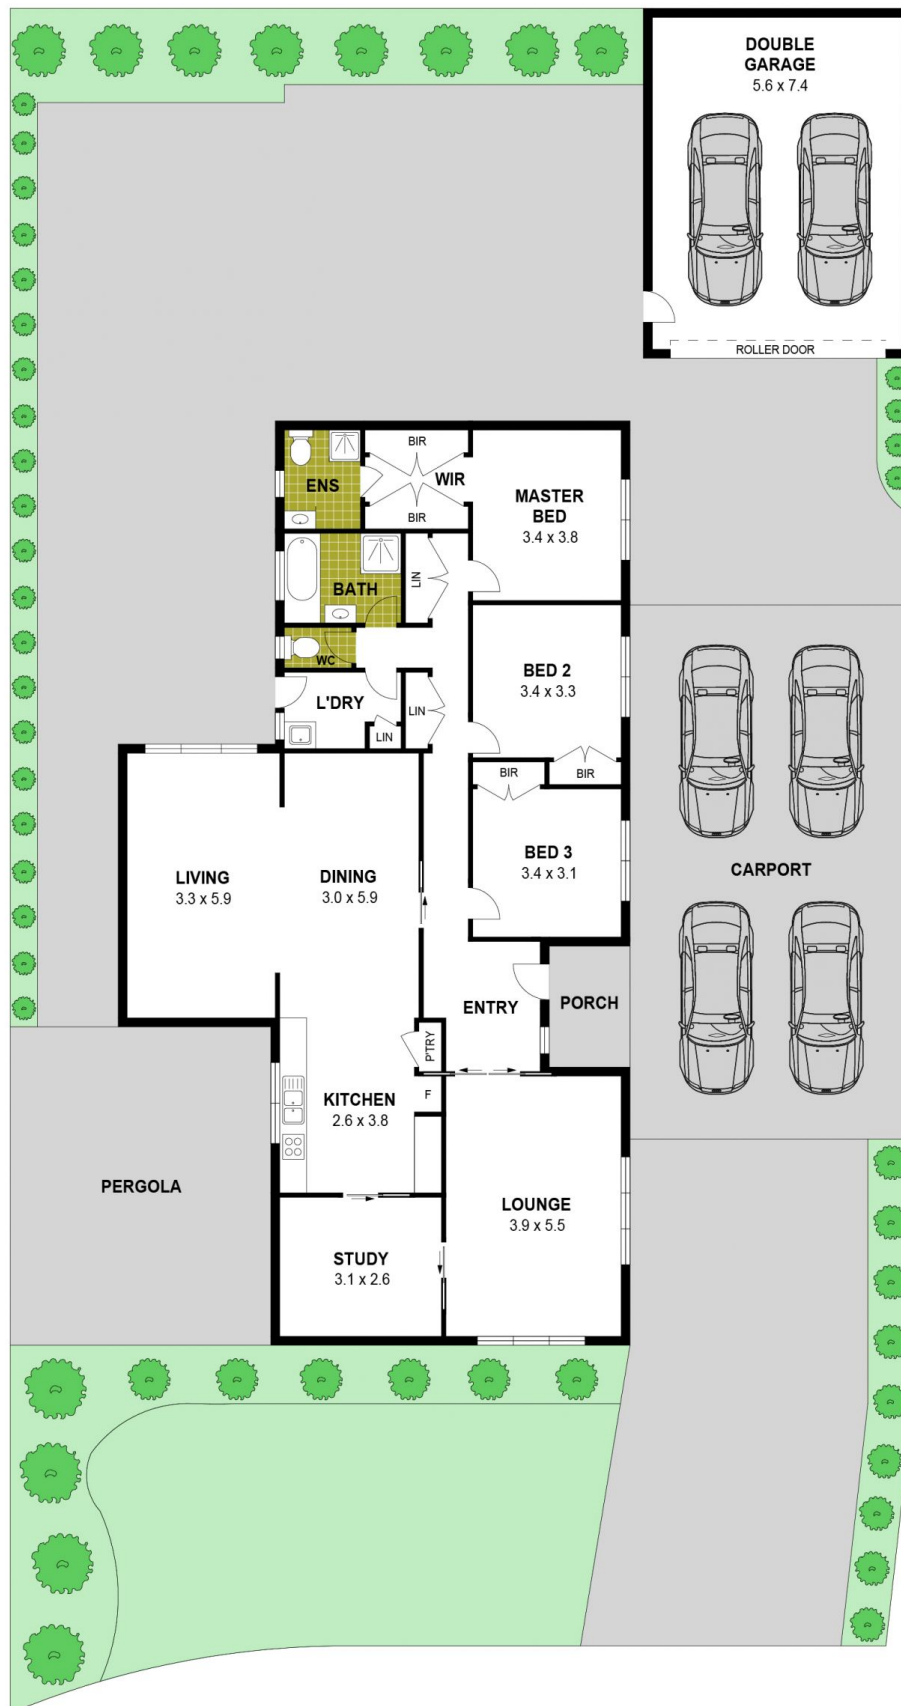 DOUBLE
GARAGE
5.6 x 7.4
ROLLER DOOR
BIR
ENS
WIR
BIR
MASTER
BED
3.4 x 3.8
LIN
BATH
WC
BED 2
3.4 x 3.3
L'DRY
LIN
LIN
BIR
BIR
BED 3
3.4 x 3.1
LIVING
3.3 x 5.9
DINING
3.0 x 5.9
CARPORT
ENTRY
PORCH
P'TRY
F
KITCHEN
2.6 x 3.8
PERGOLA
LOUNGE
3.9 x 5.5
STUDY
3.1 x 2.6